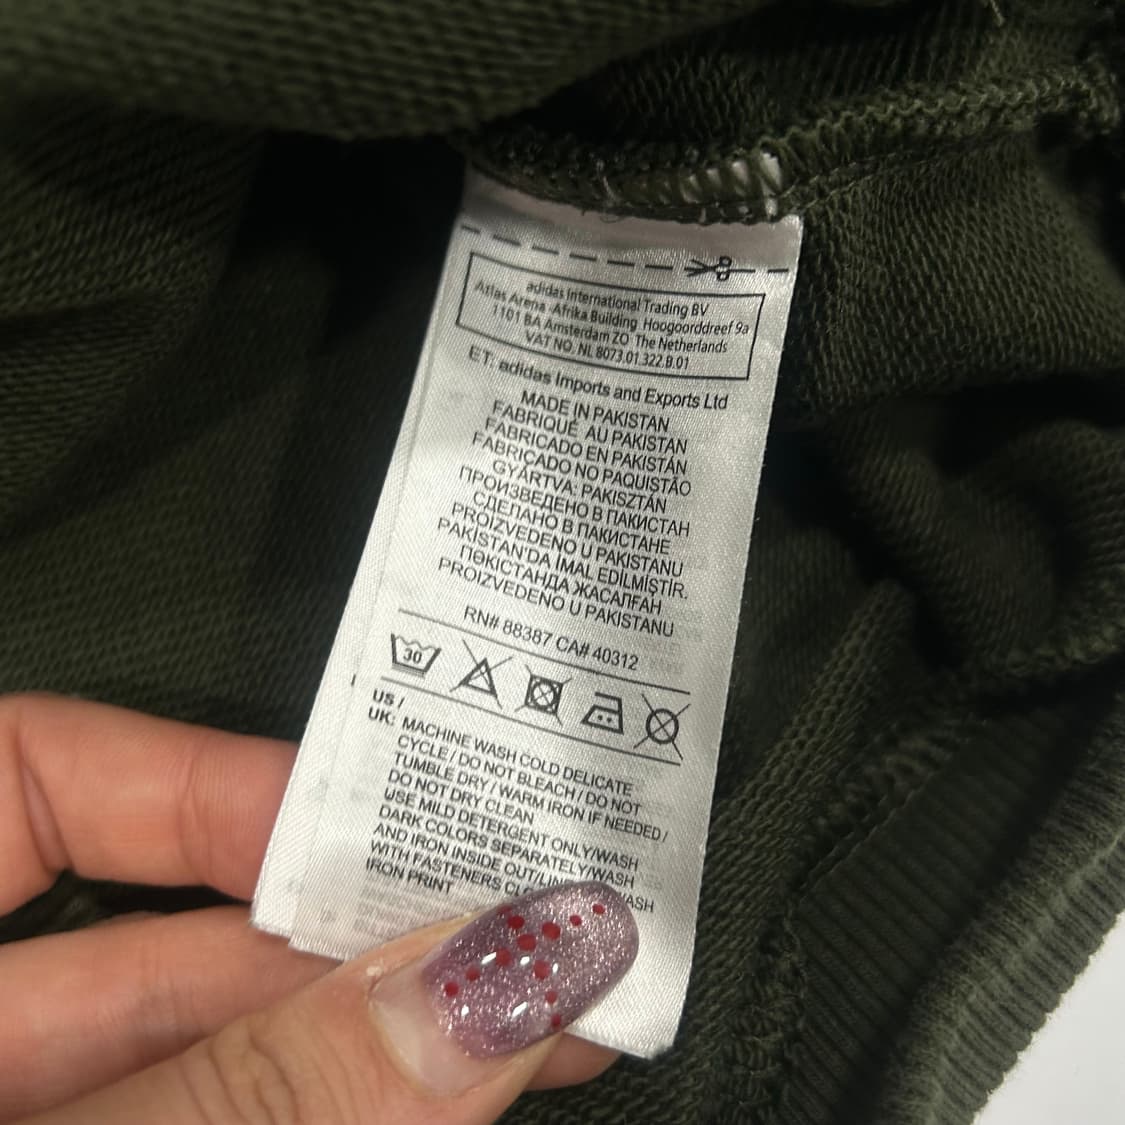 adidas International Trading BV
Atlas Arena Afrika Building Hoogoorddreef 9a
1101 BA Amsterdam ZO The Netherlands
VAT NO. NL 8073.01.322.B.01
ET: adidas Imports and Exports Ltd
MADE IN PAKISTAN
FABRIQUÉ AU PAKISTAN
FABRICADO EN PAKISTÁN
FABRICADO NO PAQUISTÃO
GYÁRTVA: PAKISZTÁN
ПРОИЗВЕДЕНО В ПАКИСТАН
СДЕЛАНО В ПАКИСТАНЕ
PROIZVEDENO U PAKISTANU
PAKİSTAN'DA İMAL EDİLMİŞTİR.
ПӘКІСТАНДА ЖАСАЛҒАН
PROIZVEDENO U PAKISTANU
RN# 88387 CA# 40312
30
US /
UK: MACHINE WASH COLD DELICATE
CYCLE / DO NOT BLEACH / DO NOT
TUMBLE DRY / WARM IRON IF NEEDED /
DO NOT DRY CLEAN
USE MILD DETERGENT ONLY/WASH
DARK COLORS SEPARATELY/WASH
AND IRON INSIDE OUT/
WITH FASTENERS
IRON PRINT